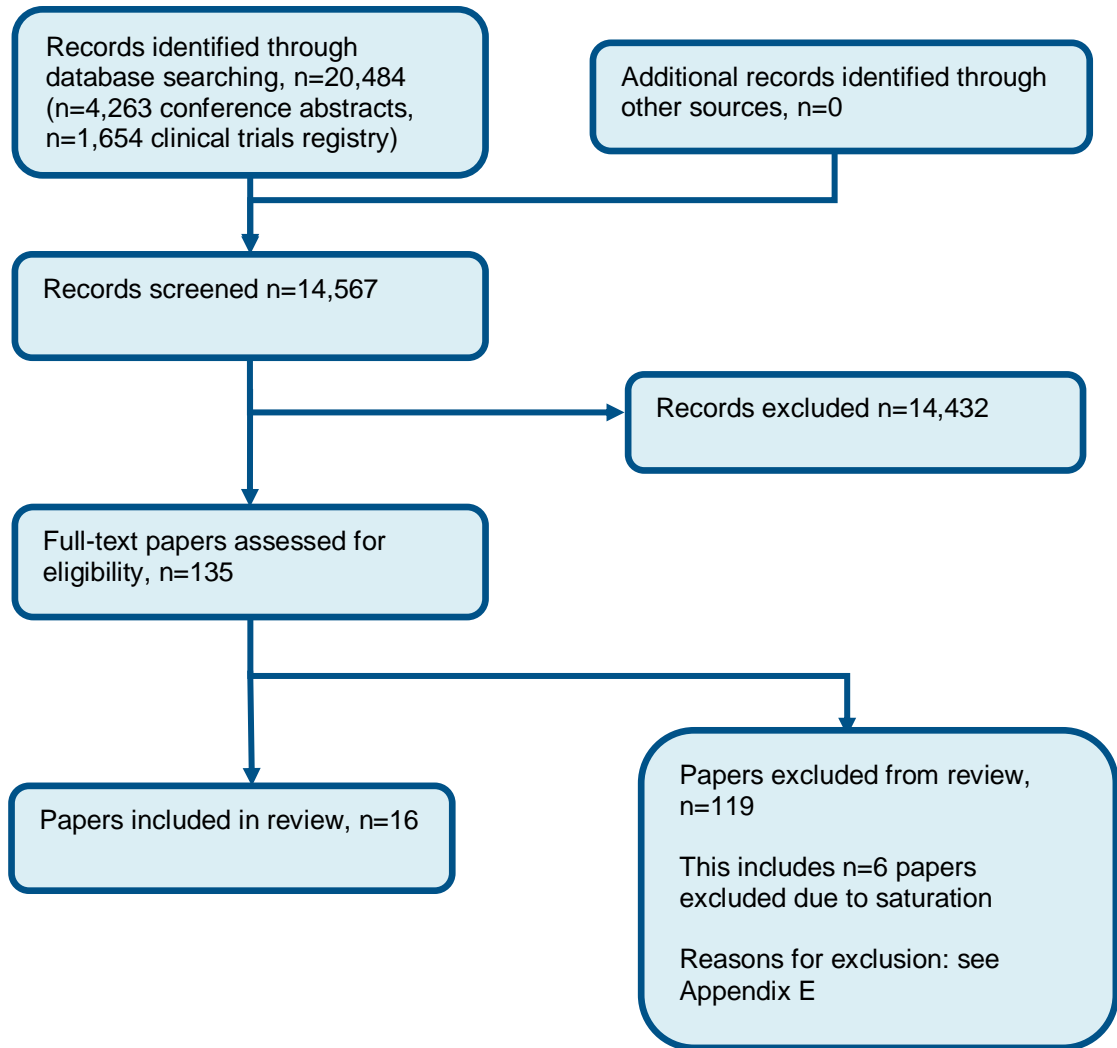 Records identified through
database searching, n=20,484
(n=4,263 conference abstracts,
n=1,654 clinical trials registry)
Additional records identified through
other sources, n=0
Records screened n=14,567
Records excluded n=14,432
Full-text papers assessed for
eligibility, n=135
Papers included in review, n=16
Papers excluded from review,
n=119
This includes n=6 papers
excluded due to saturation
Reasons for exclusion: see
Appendix E